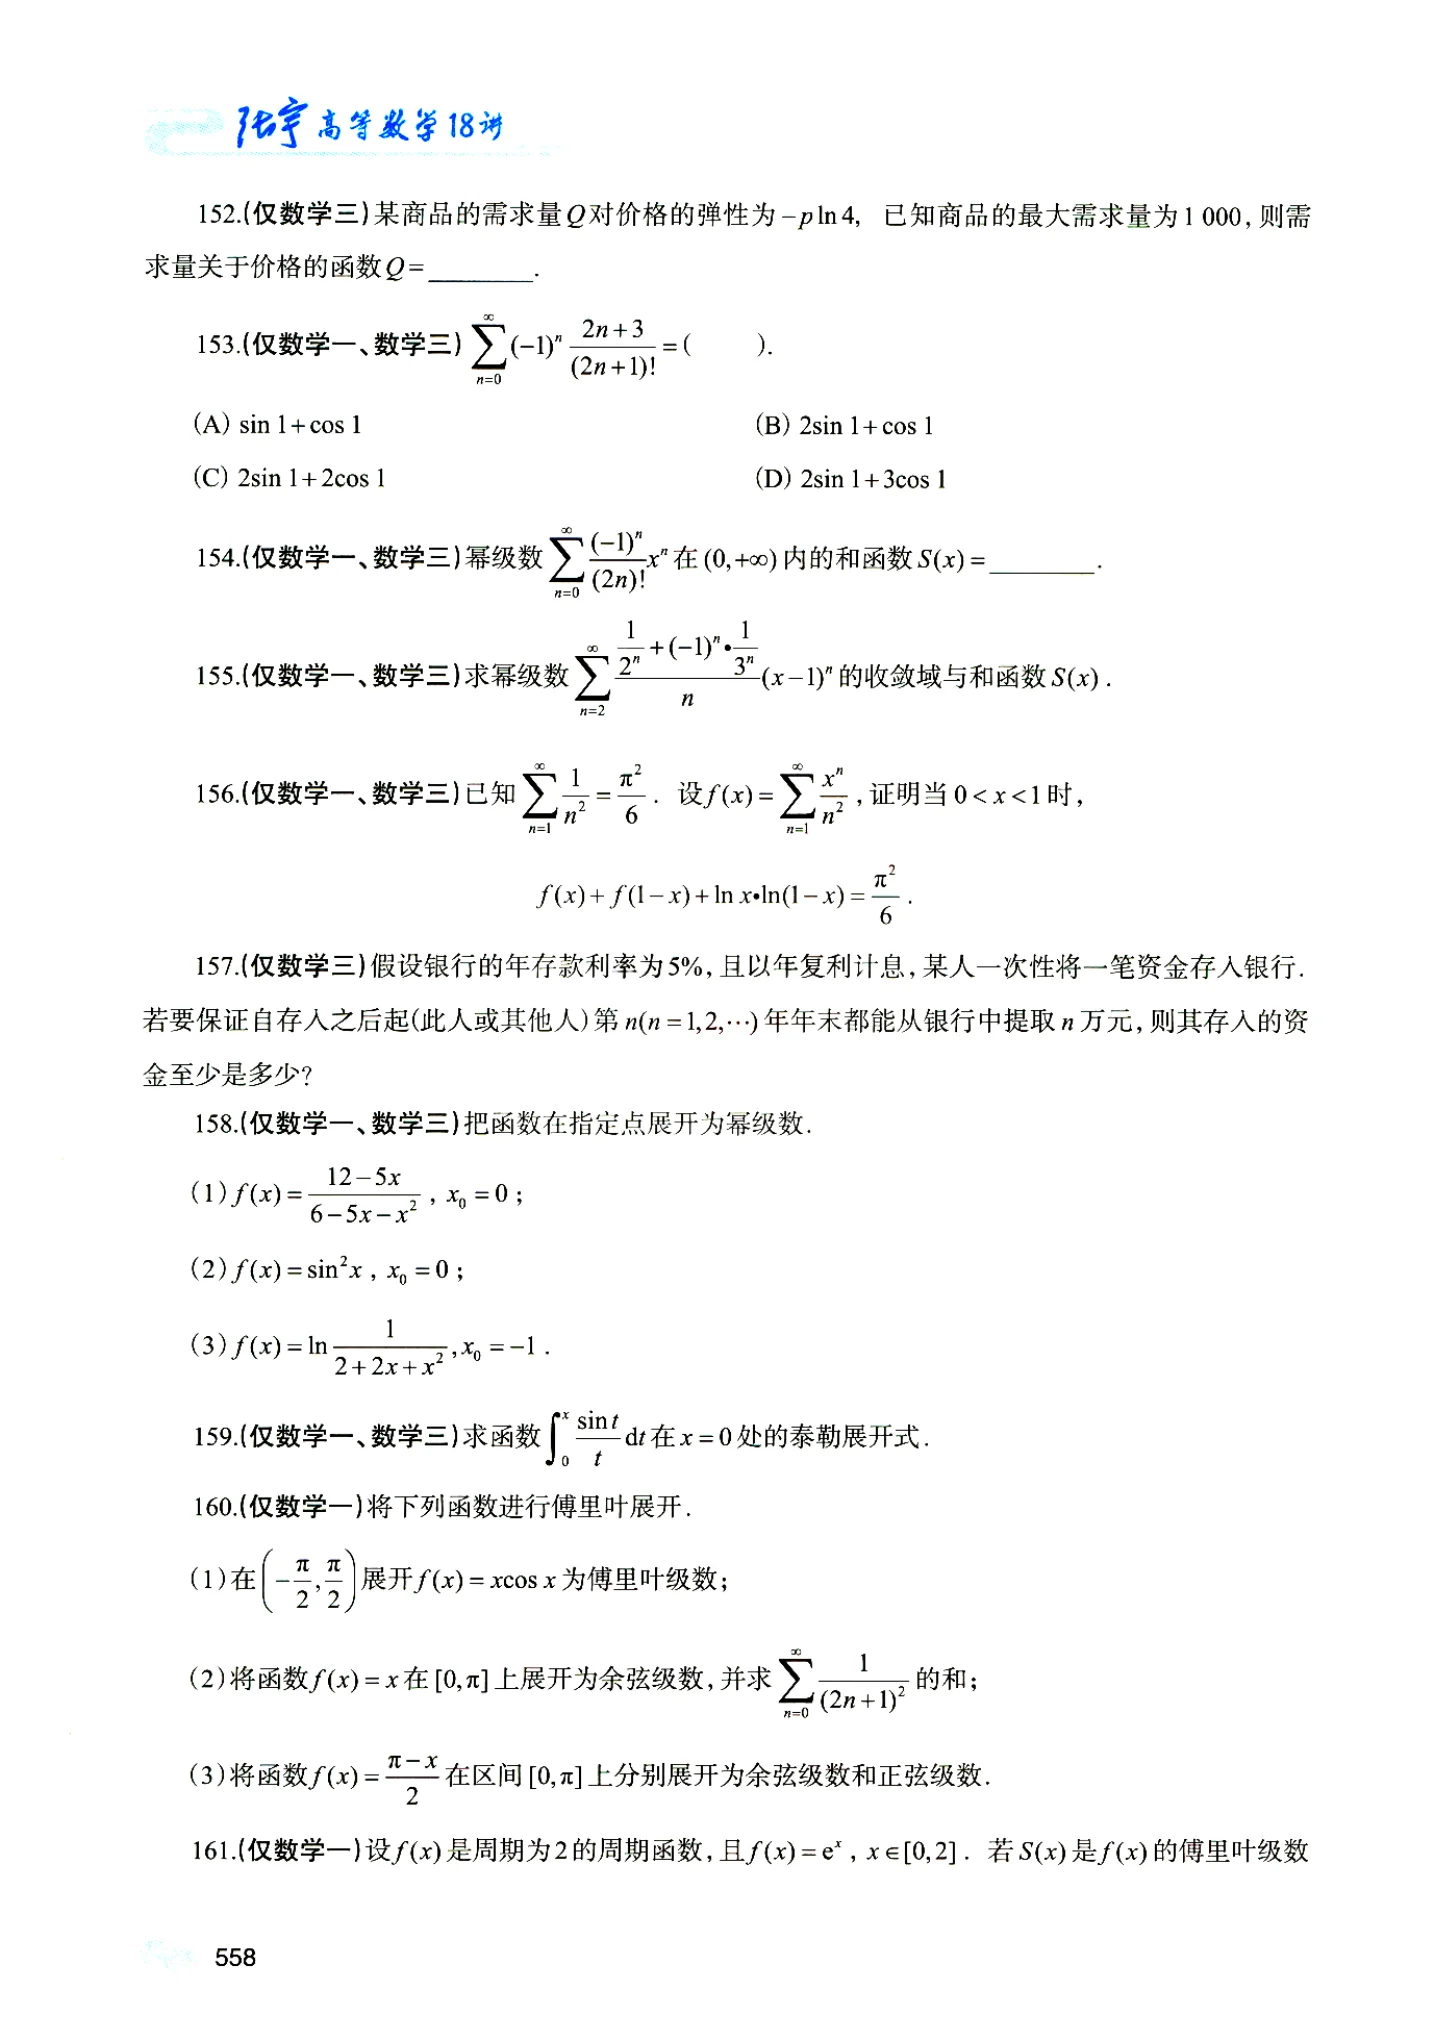 张宇高等数学18讲
152.(仅数学三)某商品的需求量Q对价格的弹性为-pln 4, 已知商品的最大需求量为1 000,则需
求量关于价格的函数Q=________.
153.(仅数学一、数学三) $\sum_{n=0}^{\infty}(-1)^n\frac{2n+3}{(2n+1)!}$=(  ).
(A) sin 1+cos 1 (B) 2sin 1+cos 1
(C) 2sin 1+2cos 1 (D) 2sin 1+3cos 1
154.(仅数学一、数学三)幂级数 $\sum_{n=0}^{\infty}\frac{(-1)^n}{(2n)!}x^n$ 在(0,+∞)内的和函数S(x)=________.
155.(仅数学一、数学三)求幂级数 $\sum_{n=2}^{\infty}\frac{\frac{1}{2^n}+(-1)^n\cdot\frac{1}{3^n}}{n}(x-1)^n$ 的收敛域与和函数S(x).
156.(仅数学一、数学三)已知 $\sum_{n=1}^{\infty}\frac{1}{n^2}=\frac{π^2}{6}$. 设 $f(x)=\sum_{n=1}^{\infty}\frac{x^n}{n^2}$,证明当0<x<1时,
$f(x)+f(1-x)+\ln x\cdot\ln(1-x)=\frac{π^2}{6}$.
157.(仅数学三)假设银行的年存款利率为5%,且以年复利计息,某人一次性将一笔资金存入银行.
若要保证自存入之后起(此人或其他人)第n(n=1,2,…)年年末都能从银行中提取n万元,则其存入的资
金至少是多少?
158.(仅数学一、数学三)把函数在指定点展开为幂级数.
(1) $f(x)=\frac{12-5x}{6-5x-x^2}$, $x_0=0$;
(2) $f(x)=\sin^2x$, $x_0=0$;
(3) $f(x)=\ln\frac{1}{2+2x+x^2}$,$x_0=-1$.
159.(仅数学一、数学三)求函数 $\int_0^x\frac{\sin t}{t}dt$ 在x=0处的泰勒展开式.
160.(仅数学一)将下列函数进行傅里叶展开.
(1)在 $\left(-\frac{π}{2},\frac{π}{2}\right)$ 展开f(x)=xcos x为傅里叶级数;
(2)将函数f(x)=x在[0,π]上展开为余弦级数,并求 $\sum_{n=0}^{\infty}\frac{1}{(2n+1)^2}$ 的和;
(3)将函数 $f(x)=\frac{π-x}{2}$ 在区间[0,π]上分别展开为余弦级数和正弦级数.
161.(仅数学一)设f(x)是周期为2的周期函数,且f(x)=$e^x$, x∈[0,2]. 若S(x)是f(x)的傅里叶级数
558